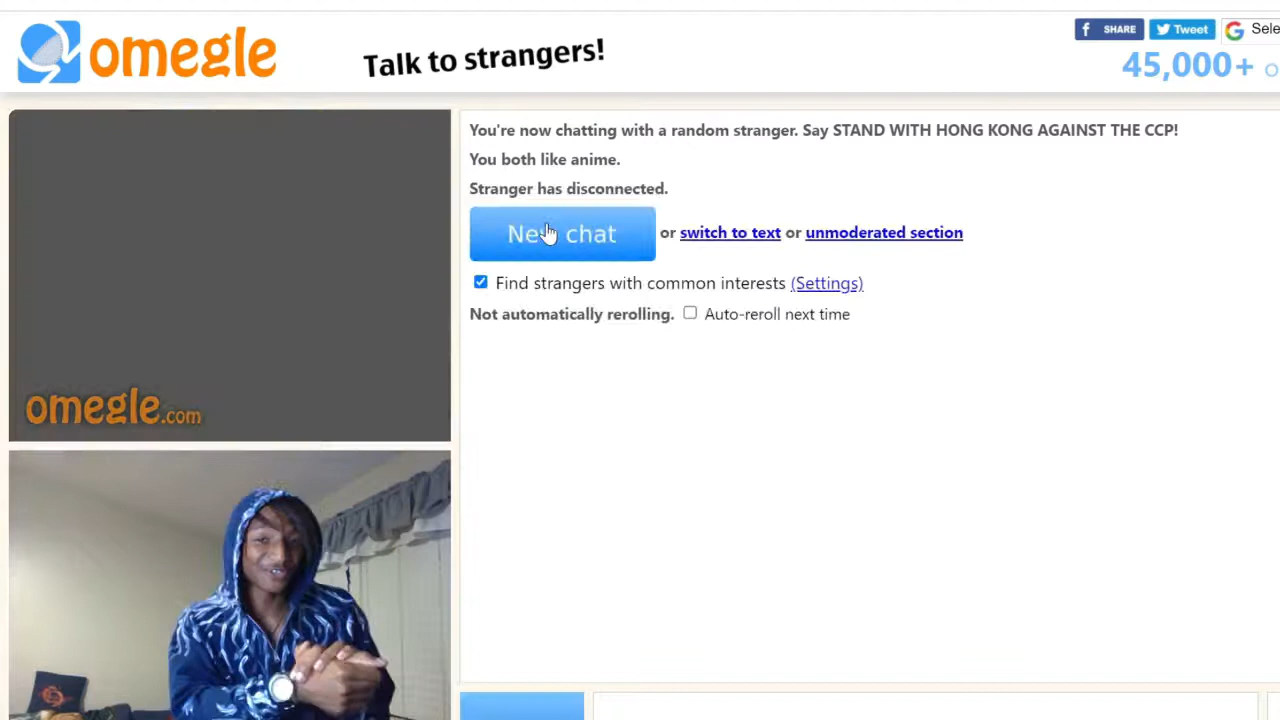 omegle
Talk to strangers!
SHARE
Tweet
Sele
45,000+ o
You're now chatting with a random stranger. Say STAND WITH HONG KONG AGAINST THE CCP!
You both like anime.
Stranger has disconnected.
New chat or switch to text or unmoderated section
Find strangers with common interests (Settings)
Not automatically rerolling. Auto-reroll next time
omegle.com